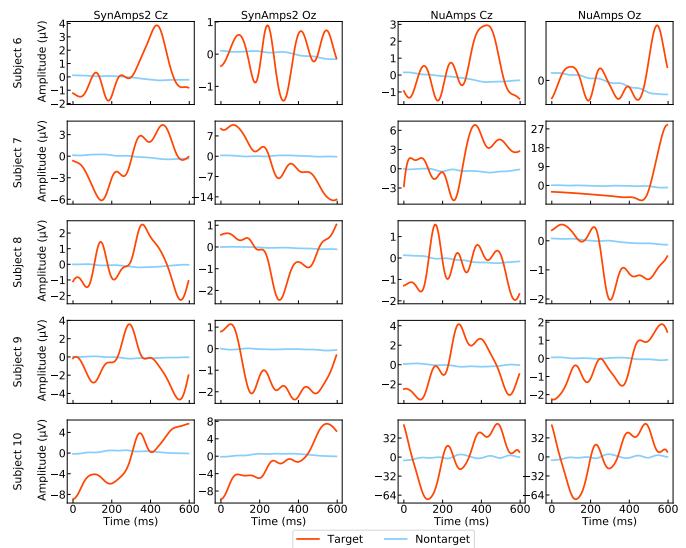 SynAmps2 Cz SynAmps2 Oz NuAmps Cz NuAmps Oz
Subject 6 Amplitude (μV) 4 3 2 1 0 −1 −2 1 0 −1 3 2 1 0 −1 0
Subject 7 Amplitude (μV) 3 0 −6 7 0 −7 −14 6 3 0 −3 27 18 9 0
Subject 8 Amplitude (μV) 2 1 0 −1 −2 1 0 −1 −2 1 0 −1 −2 0 −1 −2
Subject 9 Amplitude (μV) 4 2 0 −2 −4 1 0 −1 −2 4 2 0 −2 2 1 0 −1 −2
Subject 10 Amplitude (μV) 4 0 −4 −8 8 4 0 −4 −8 32 0 −32 −64 32 0 −32 −64
0 200 400 600 0 200 400 600 0 200 400 600 0 200 400 600
Time (ms) Time (ms) Time (ms) Time (ms)
Target Nontarget